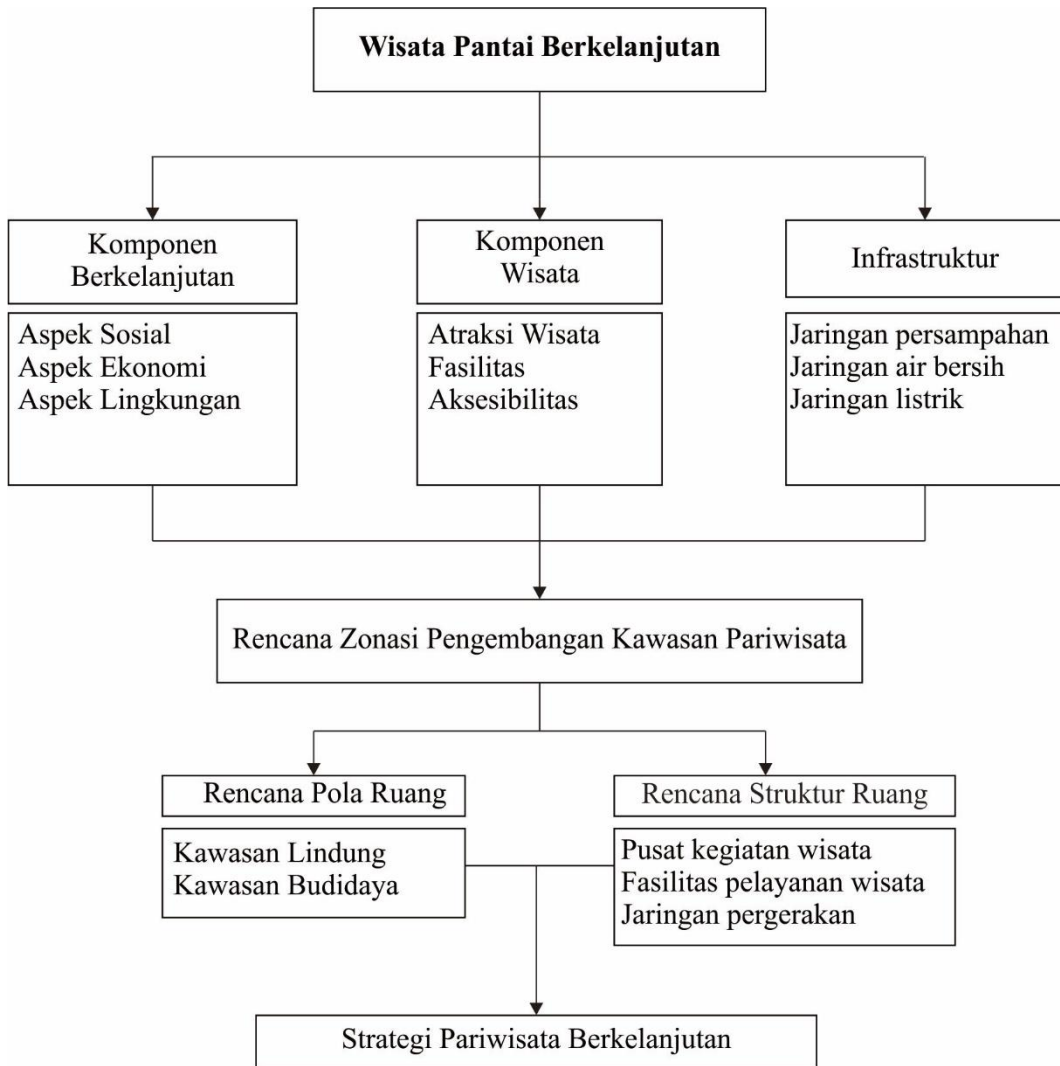 Wisata Pantai Berkelanjutan
Komponen
Berkelanjutan
Aspek Sosial
Aspek Ekonomi
Aspek Lingkungan
Komponen
Wisata
Atraksi Wisata
Fasilitas
Aksesibilitas
Infrastruktur
Jaringan persampahan
Jaringan air bersih
Jaringan listrik
Rencana Zonasi Pengembangan Kawasan Pariwisata
Rencana Pola Ruang
Kawasan Lindung
Kawasan Budidaya
Rencana Struktur Ruang
Pusat kegiatan wisata
Fasilitas pelayanan wisata
Jaringan pergerakan
Strategi Pariwisata Berkelanjutan